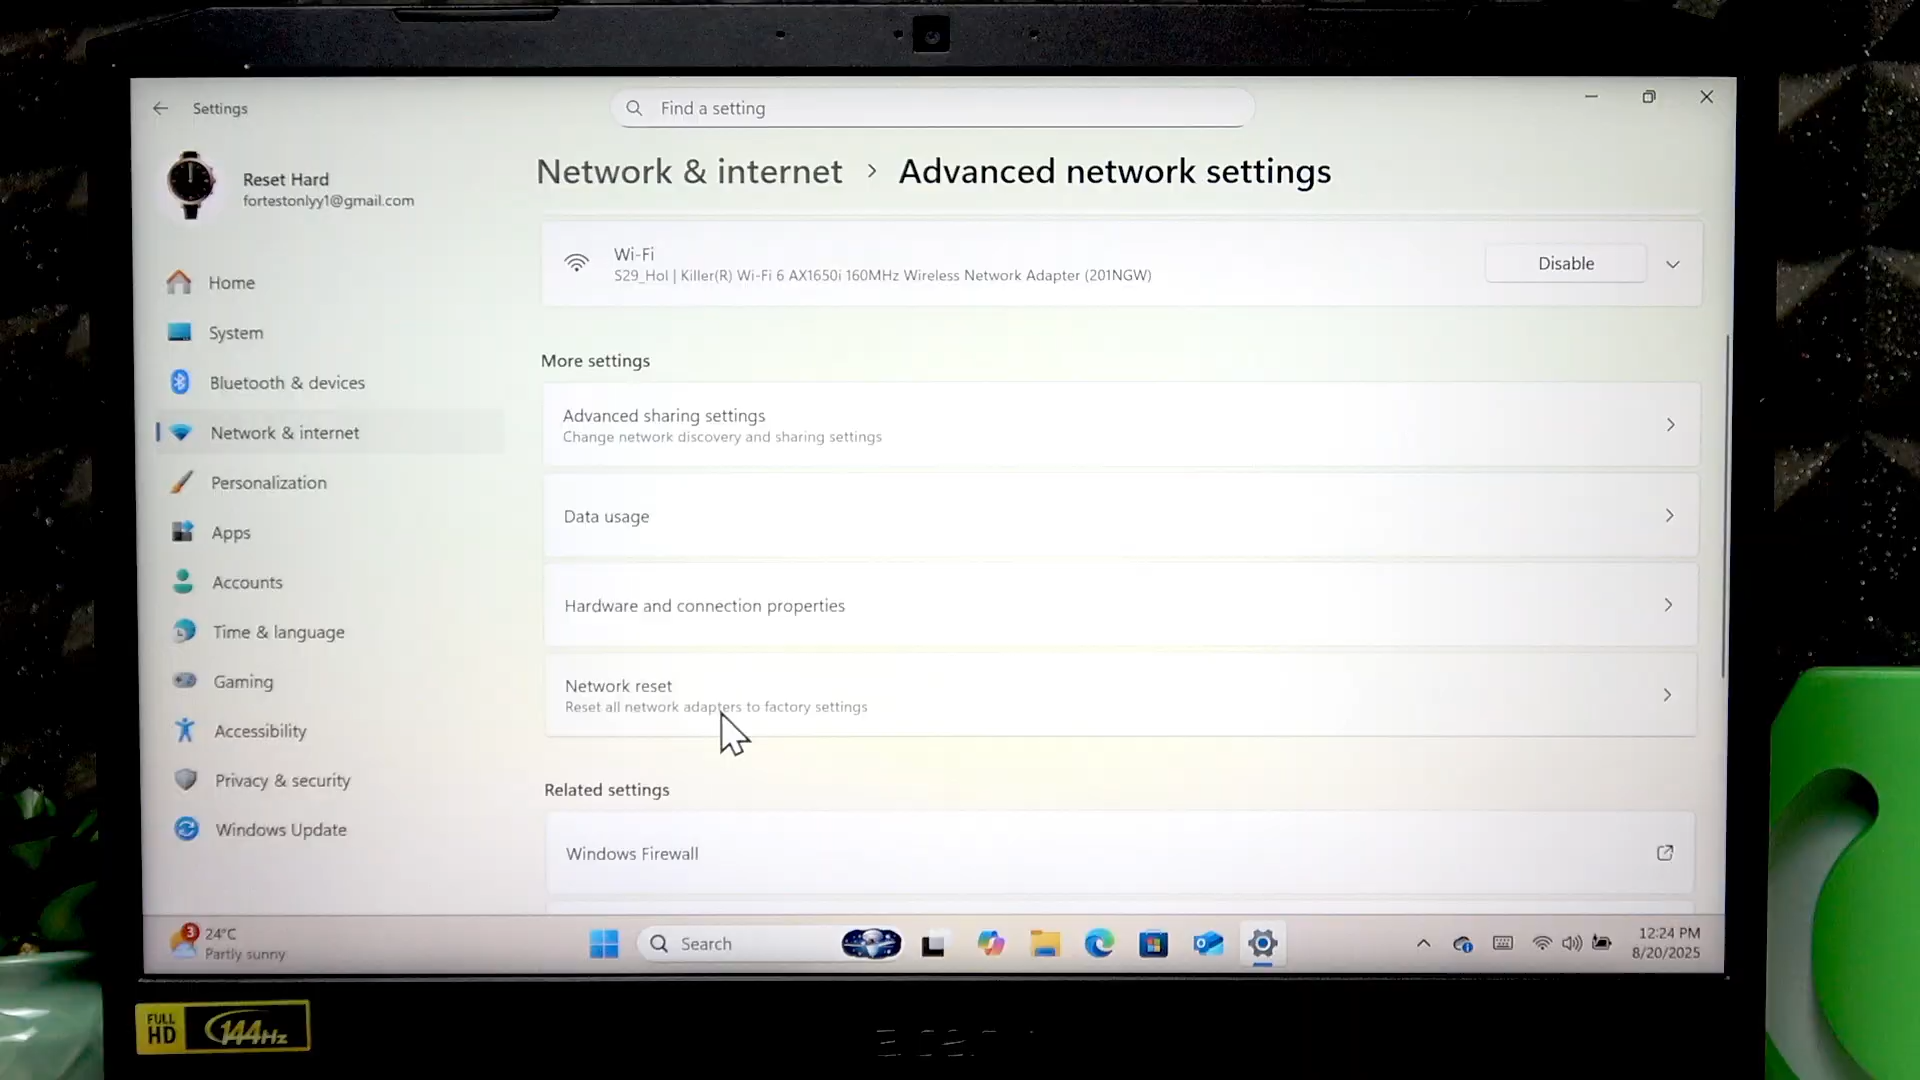 Settings
Find a setting
Reset Hard
fortestonlyy1@gmail.com
Home
System
Bluetooth & devices
Network & internet
Personalization
Apps
Accounts
Time & language
Gaming
Accessibility
Privacy & security
Windows Update
Network & internet > Advanced network settings
Wi-Fi
S29_Hol | Killer(R) Wi-Fi 6 AX1650i 160MHz Wireless Network Adapter (201NGW)
Disable
More settings
Advanced sharing settings
Change network discovery and sharing settings
Data usage
Hardware and connection properties
Network reset
Reset all network adapters to factory settings
Related settings
Windows Firewall
3
24°C
Partly sunny
Search
12:24 PM
8/20/2025
FULL
HD
144Hz